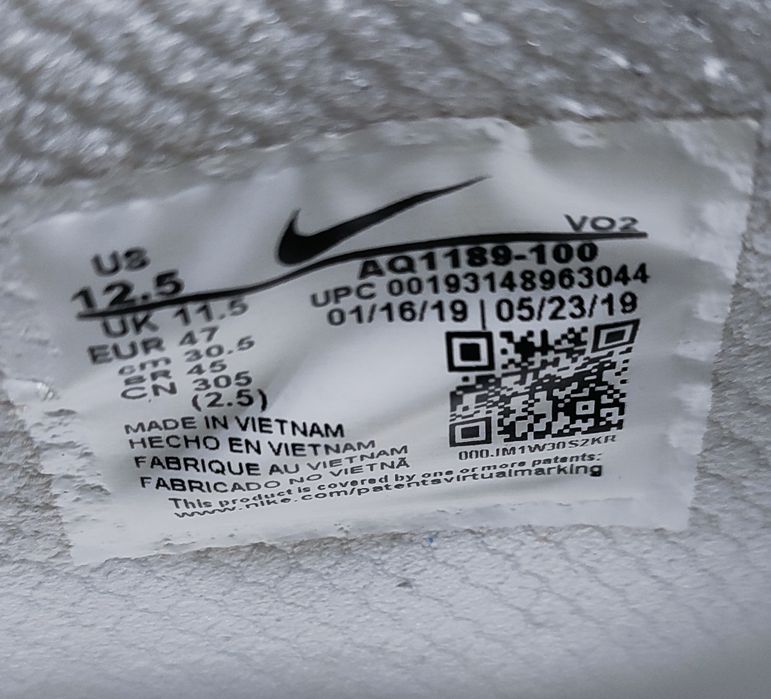 US
12.5
UK 11.5
EUR 47
cm 30.5
BR 45
CN 305
(2.5)
VO2
AQ1189-100
UPC 00193148963044
01/16/19 | 05/23/19
000JM1W30S2KR
MADE IN VIETNAM
HECHO EN VIETNAM
FABRIQUE AU VIETNAM
FABRICADO NO VIETNÃ
This product is covered by one or more patents:
www.nike.com/patentsvirtualmarking